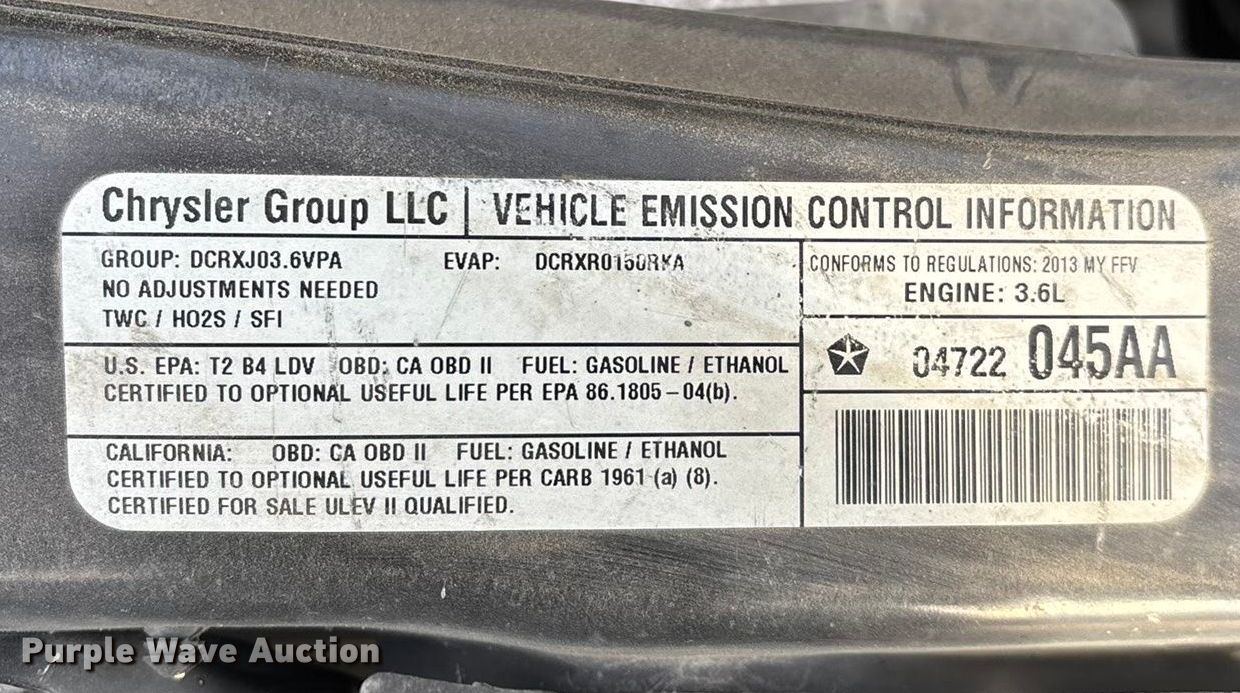 Chrysler Group LLC | VEHICLE EMISSION CONTROL INFORMATION
GROUP: DCRXJ03.6VPA EVAP: DCRXR0150RKA
NO ADJUSTMENTS NEEDED
TWC / HO2S / SFI
CONFORMS TO REGULATIONS: 2013 MY FFV
ENGINE: 3.6L
04722 045AA
U.S. EPA: T2 B4 LDV OBD: CA OBD II FUEL: GASOLINE / ETHANOL
CERTIFIED TO OPTIONAL USEFUL LIFE PER EPA 86.1805-04(b).
CALIFORNIA: OBD: CA OBD II FUEL: GASOLINE / ETHANOL
CERTIFIED TO OPTIONAL USEFUL LIFE PER CARB 1961 (a) (8).
CERTIFIED FOR SALE ULEV II QUALIFIED.
Purple Wave Auction